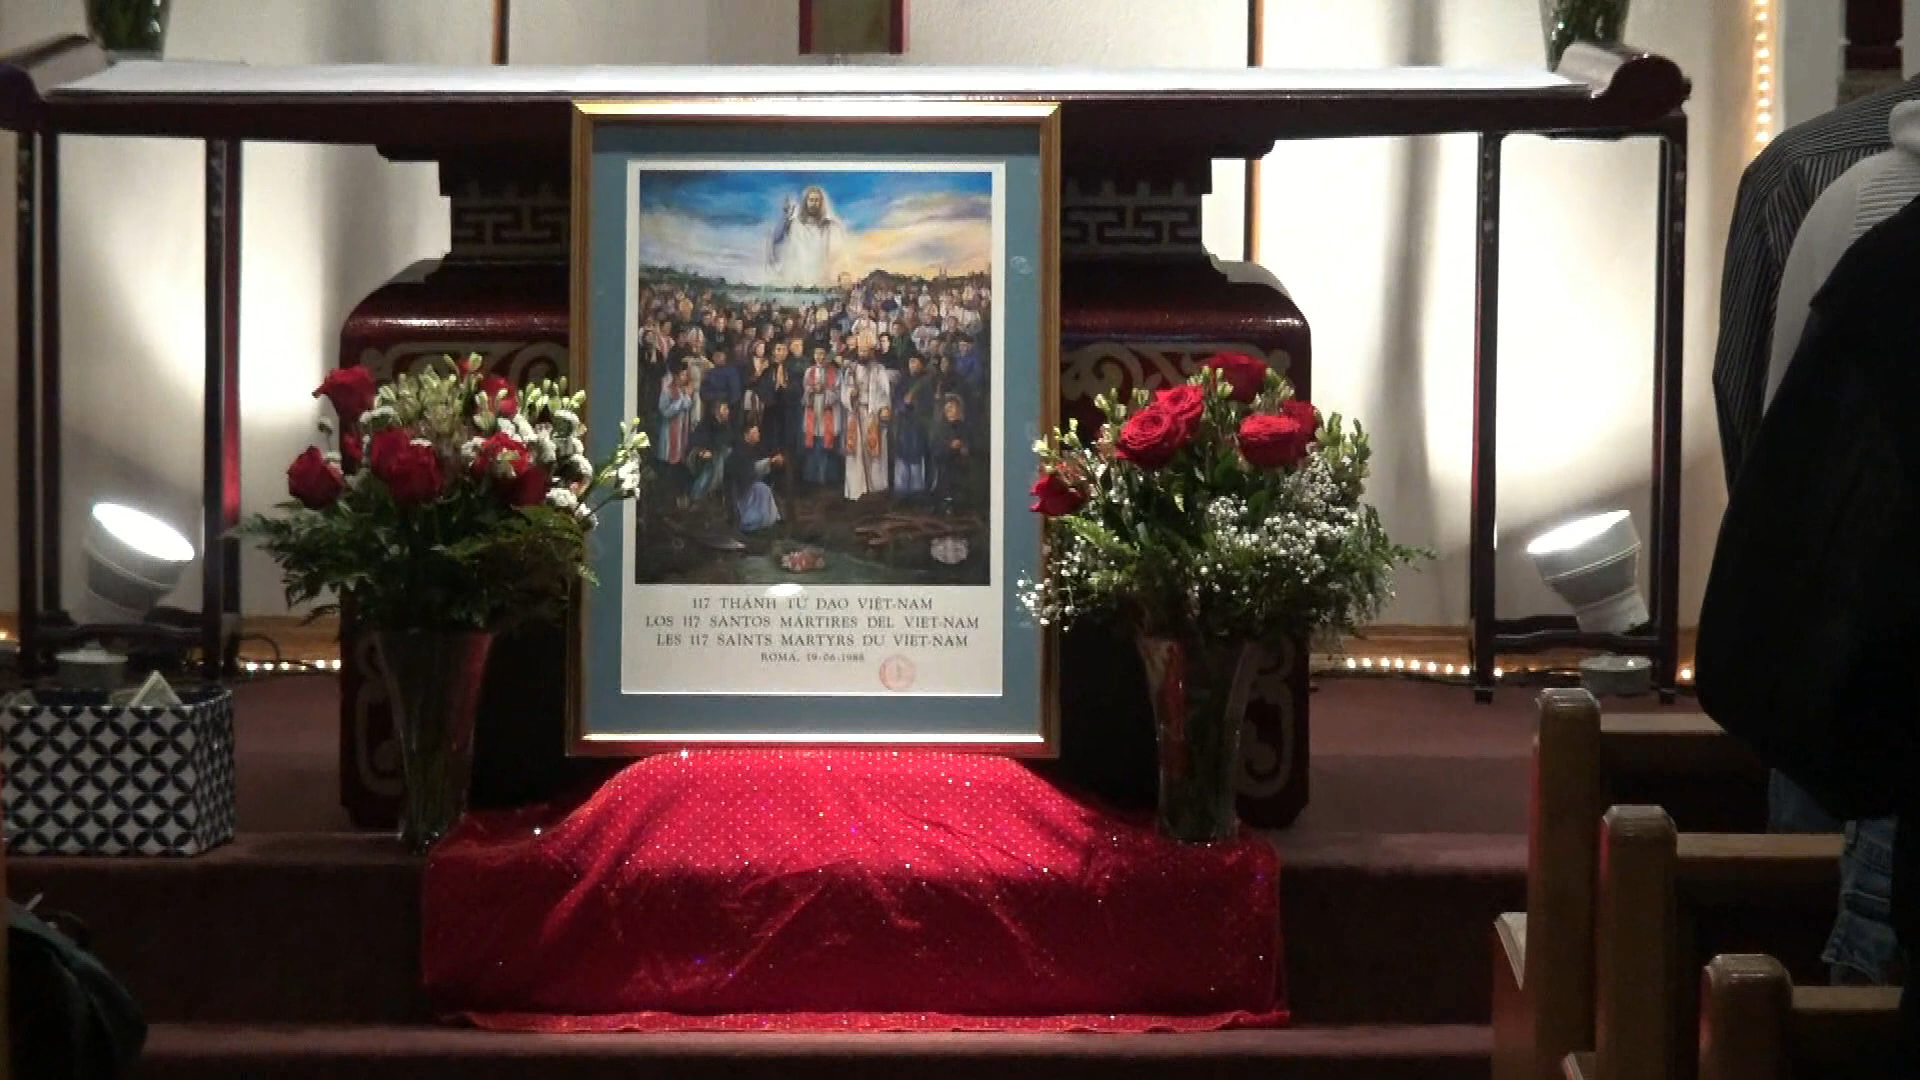 117 THÁNH TỬ ĐẠO VIỆT-NAM
LOS 117 SANTOS MÁRTIRES DEL VIET-NAM
LES 117 SAINTS MARTYRS DU VIET-NAM
ROMA, 19-06-1988